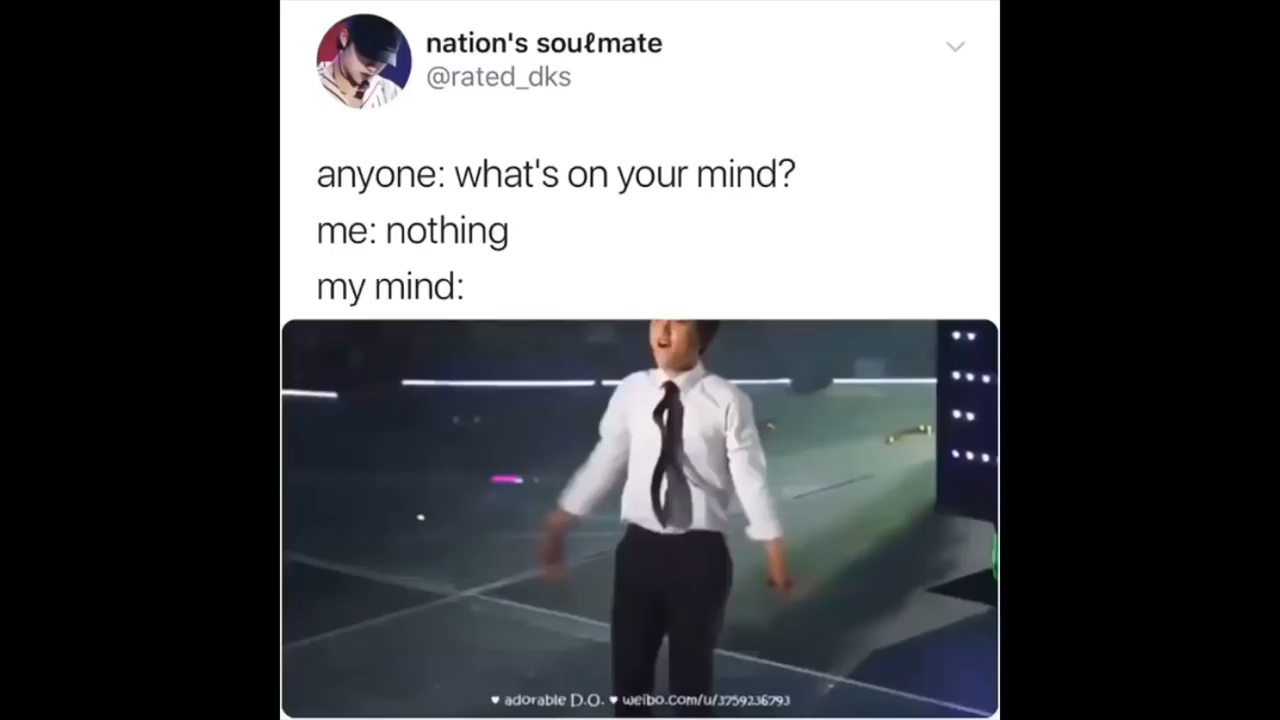 nation's souℓmate
@rated_dks
anyone: what's on your mind?
me: nothing
my mind:
♥ adorable D.O. ♥ weibo.com/u/3759236793